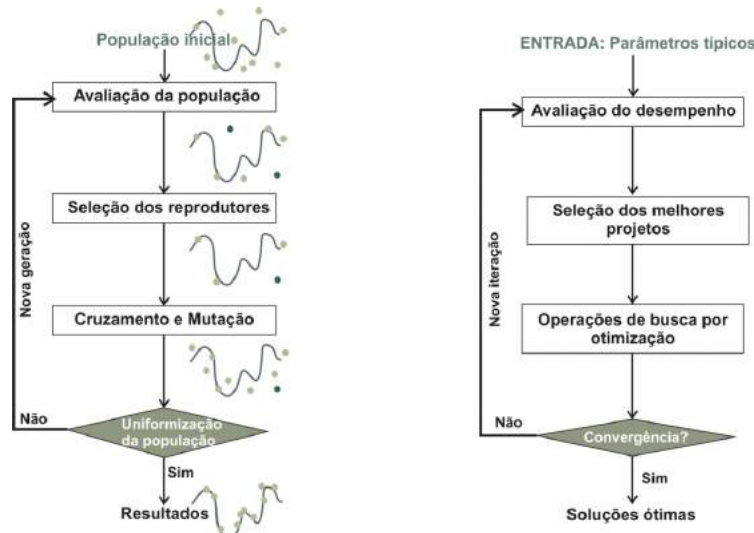 População inicial
Avaliação da população
Seleção dos reprodutores
Nova geração
Cruzamento e Mutação
Não
Uniformização
da população
Sim
Resultados
ENTRADA: Parâmetros típicos
Avaliação do desempenho
Seleção dos melhores
projetos
Nova iteração
Operações de busca por
otimização
Não
Convergência?
Sim
Soluções ótimas